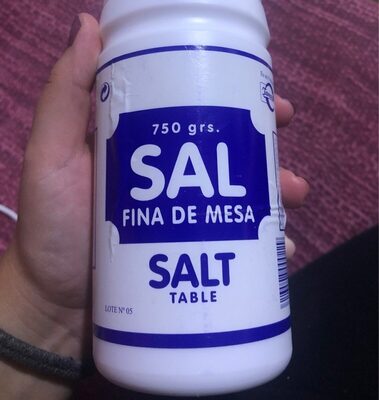 750 grs.
SAL
FINA DE MESA
SALT
TABLE
LOTE Nº 05